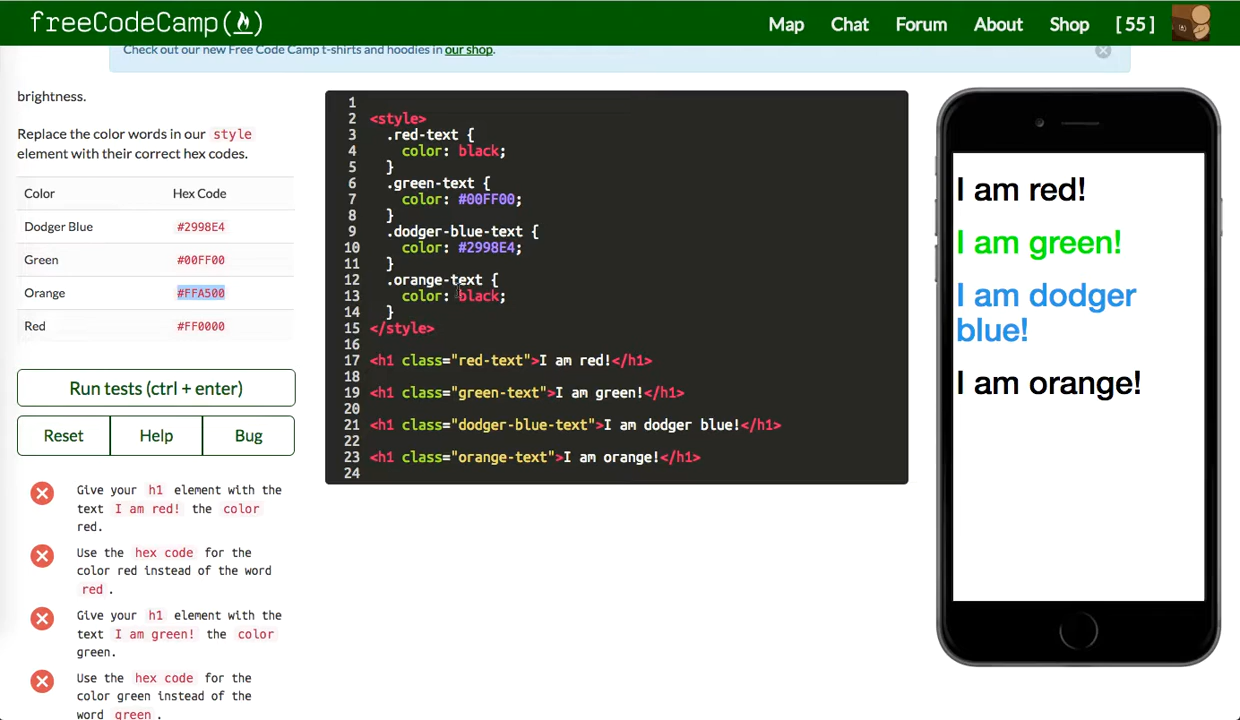 freeCodeCamp(🔥)
Map
Chat
Forum
About
Shop
[ 55 ]
Check out our new Free Code Camp t-shirts and hoodies in our shop.
brightness.
Replace the color words in our style
element with their correct hex codes.
Color Hex Code
Dodger Blue #2998E4
Green #00FF00
Orange #FFA500
Red #FF0000
Run tests (ctrl + enter)
Reset
Help
Bug
Give your h1 element with the
text I am red! the color
red.
Use the hex code for the
color red instead of the word
red .
Give your h1 element with the
text I am green! the color
green.
Use the hex code for the
color green instead of the
word green .
1
2 <style>
3 .red-text {
4 color: black;
5 }
6 .green-text {
7 color: #00FF00;
8 }
9 .dodger-blue-text {
10 color: #2998E4;
11 }
12 .orange-text {
13 color: black;
14 }
15 </style>
16
17 <h1 class="red-text">I am red!</h1>
18
19 <h1 class="green-text">I am green!</h1>
20
21 <h1 class="dodger-blue-text">I am dodger blue!</h1>
22
23 <h1 class="orange-text">I am orange!</h1>
24
I am red!
I am green!
I am dodger
blue!
I am orange!